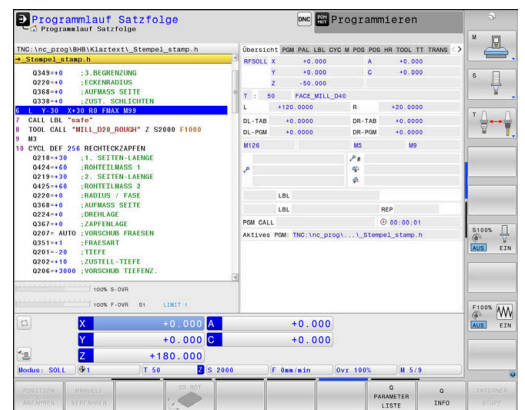 Programmlauf Satzfolge
Programmlauf Satzfolge
DNC
Programmieren
TNC:\nc_prog\BHB\Klartext\_Stempel_stamp.h
→_Stempel_stamp.h
Q349=+0 ;3.BEGRENZUNG
Q220=+0 ;ECKENRADIUS
Q368=+0 ;AUFMASS SEITE
Q338=+0 ;ZUST. SCHLICHTEN
6 L Y-30 X+30 R0 FMAX M99
7 CALL LBL "safe"
8 TOOL CALL "MILL_D20_ROUGH" Z S2000 F1000
9 M3
10 CYCL DEF 256 RECHTECKZAPFEN
Q218=+30 ;1. SEITEN-LAENGE
Q424=+60 ;ROHTEILMASS 1
Q219=+30 ;2. SEITEN-LAENGE
Q425=+60 ;ROHTEILMASS 2
Q220=+0 ;RADIUS / FASE
Q368=+0 ;AUFMASS SEITE
Q224=+0 ;DREHLAGE
Q367=+0 ;ZAPFENLAGE
Q207= AUTO ;VORSCHUB FRAESEN
Q351=+1 ;FRAESART
Q201=-20 ;TIEFE
Q202=+10 ;ZUSTELL-TIEFE
Q206=+3000 ;VORSCHUB TIEFENZ.
100% S-OVR
100% F-OVR S1 LIMIT 1
Übersicht PGM PAL LBL CYC M POS POS HR TOOL TT TRANS
RFSOLL X +0.000 A +0.000
Y +0.000 C +0.000
Z -50.000
T : 50 FACE_MILL_D40
L +120.0000 R +20.0000
DL-TAB +0.0000 DR-TAB +0.0000
DL-PGM +0.0000 DR-PGM +0.0000
M126 M5 M9
P #
P
LBL
LBL REP
PGM CALL 00:00:01
Aktives PGM: TNC:\nc_prog\...\_Stempel_stamp.h
X +0.000 A +0.000
Y +0.000 C +0.000
Z +180.000
Modus: SOLL 1 T 50 Z S 2000 F 0mm/min Ovr 100% M 5/9
M
S
T
S100%
AUS EIN
F100%
AUS EIN
POSITION ANFAHREN
MANUELL VERFAHREN
3D ROT
Q PARAMETER LISTE
Q INFO
INTERNER STOPP